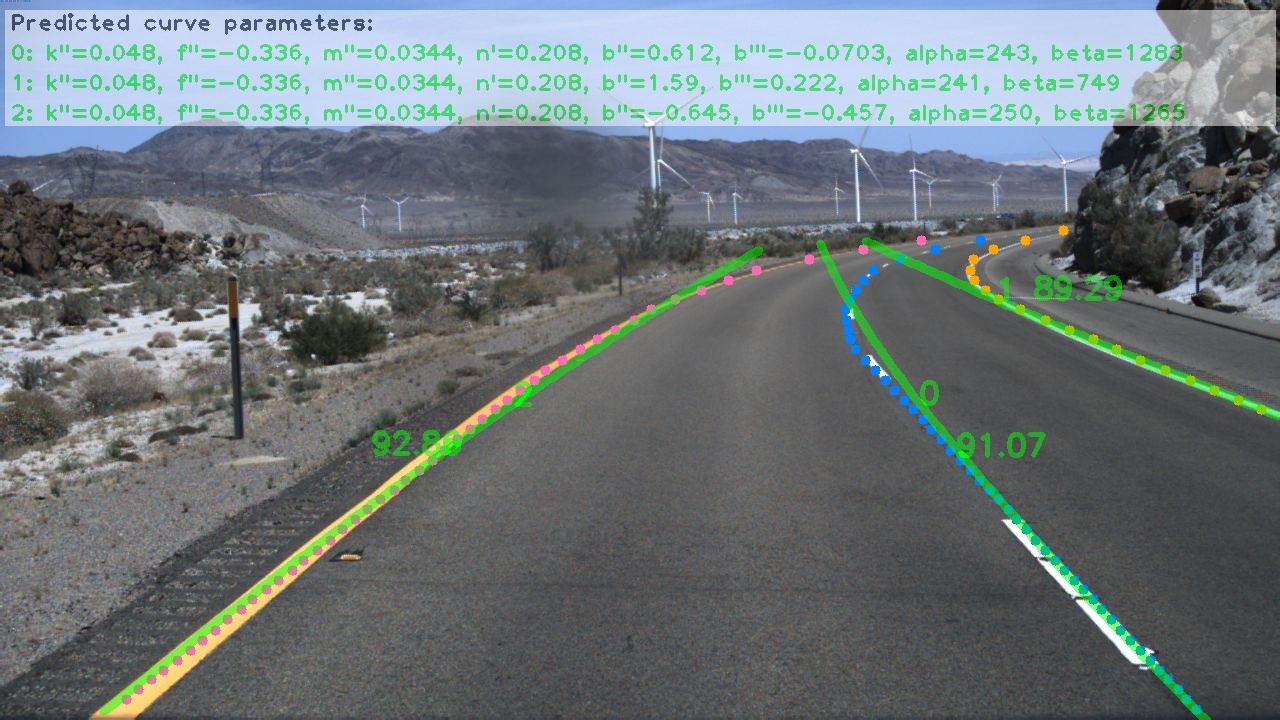 Predicted curve parameters:
0: k''=0.048, f''=-0.336, m''=0.0344, n'=0.208, b''=0.612, b'''=-0.0703, alpha=243, beta=1283
1: k''=0.048, f''=-0.336, m''=0.0344, n'=0.208, b''=1.59, b'''=0.222, alpha=241, beta=749
2: k''=0.048, f''=-0.336, m''=0.0344, n'=0.208, b''=-0.645, b'''=-0.457, alpha=250, beta=1265
1 89.29
2
0
92.86
91.07